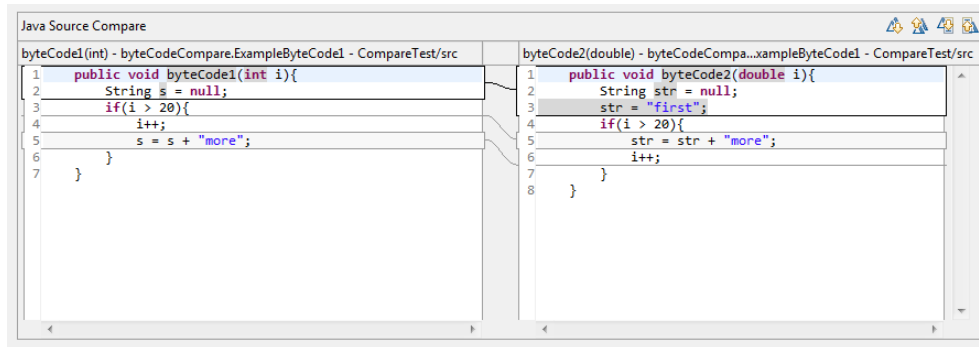 Java Source Compare
byteCode1(int) - byteCodeCompare.ExampleByteCode1 - CompareTest/src
1 public void byteCode1(int i){
2 String s = null;
3 if(i > 20){
4 i++;
5 s = s + "more";
6 }
7 }
byteCode2(double) - byteCodeCompa...xampleByteCode1 - CompareTest/src
1 public void byteCode2(double i){
2 String str = null;
3 str = "first";
4 if(i > 20){
5 str = str + "more";
6 i++;
7 }
8 }